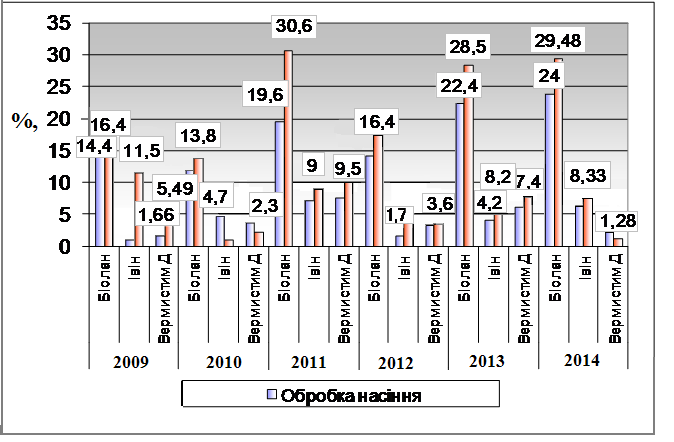 35
30
25
%, 20
15
10
5
0
14,4
16,4
11,5
1,66
5,49
13,8
4,7
2,3
19,6
30,6
9
9,5
16,4
1,7
3,6
22,4
28,5
4,2
8,2
7,4
24
29,48
8,33
1,28
Біолан
Івін
Вермистим Д
Біолан
Івін
Вермистим Д
Біолан
Івін
Вермистим Д
Біолан
Івін
Вермистим Д
Біолан
Івін
Вермистим Д
Біолан
Івін
Вермистим Д
2009
2010
2011
2012
2013
2014
Обробка насіння